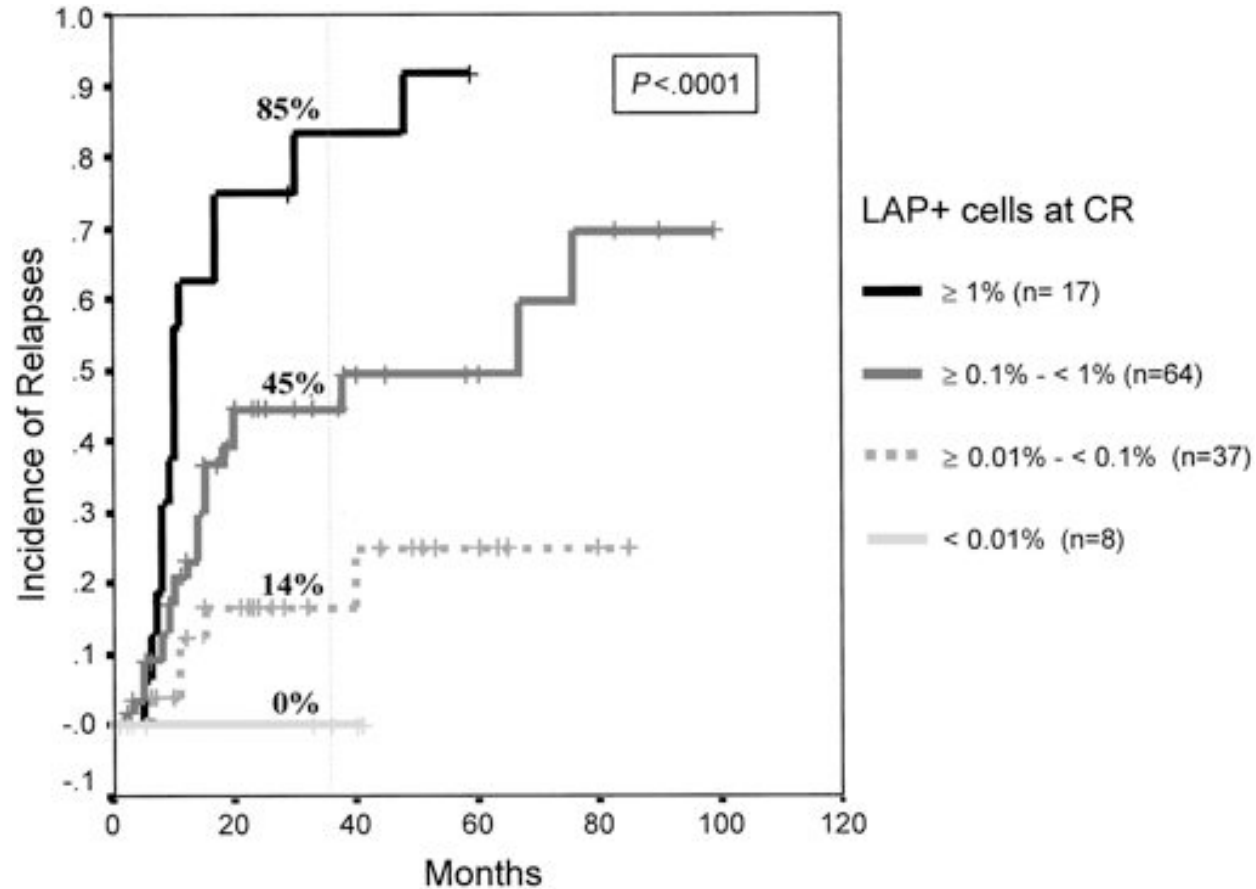 1.0
.9
.8
.7
.6
.5
.4
.3
.2
.1
-.0
-.1
Incidence of Relapses
85%
45%
14%
0%
P<.0001
0 20 40 60 80 100 120
Months
LAP+ cells at CR
≥ 1% (n= 17)
≥ 0.1% - < 1% (n=64)
≥ 0.01% - < 0.1% (n=37)
< 0.01% (n=8)